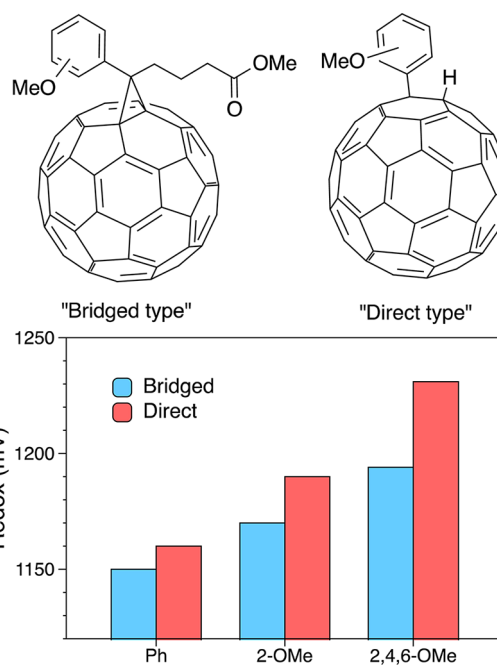 MeO
OMe
O
MeO
H
"Bridged type"
"Direct type"
1250
Bridged
Direct
1200
1150
Ph
2-OMe
2,4,6-OMe